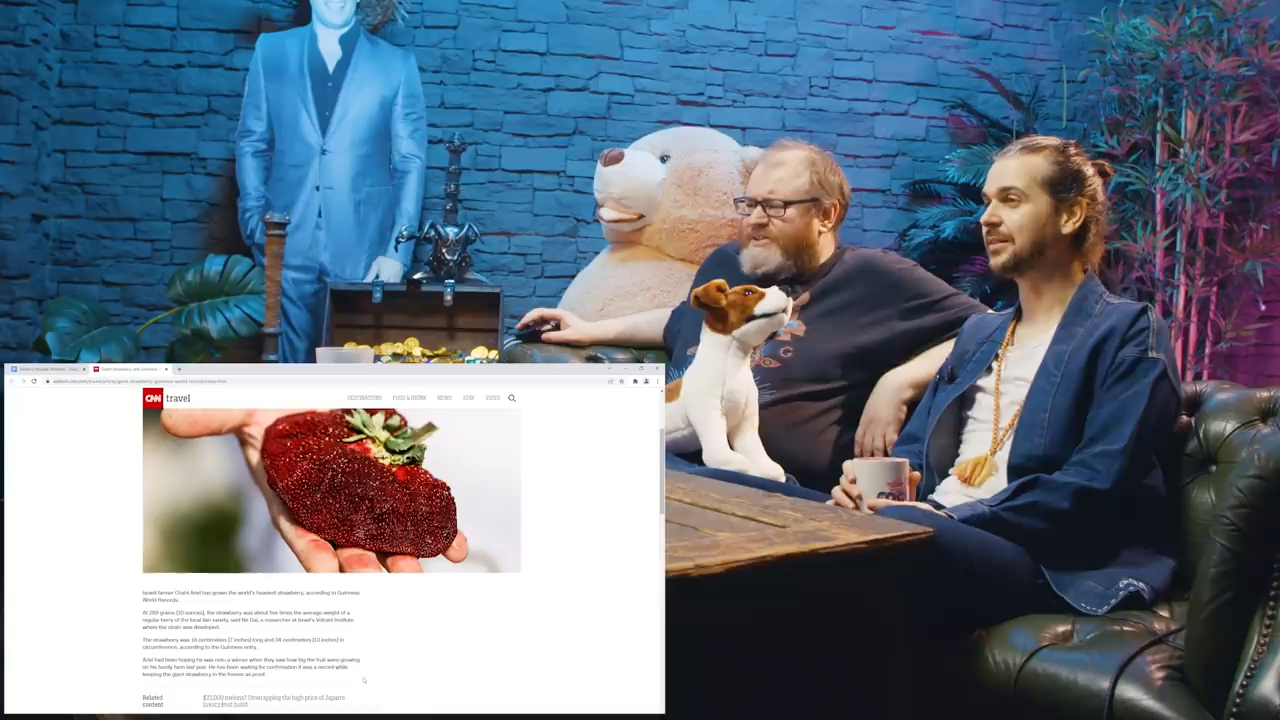 CNN travel
DESTINATIONS FOOD & DRINK NEWS STAY VIDEO
Israeli farmer Chahi Ariel has grown the world's heaviest strawberry, according to Guinness
World Records.
At 289 grams (10 ounces), the strawberry was about five times the average weight of a
regular berry of the local Ilan variety, said Nir Dai, a researcher at Israel's Volcani Institute
where the strain was developed.
The strawberry was 18 centimeters (7 inches) long and 34 centimeters (13 inches) in
circumference, according to the Guinness entry.
Ariel had been hoping he was onto a winner when they saw how big the fruit were growing
on his family farm last year. He has been waiting for confirmation it was a record while
keeping the giant strawberry in the freezer as proof.
Related
content
$22,000 melons? Unwrapping the high price of Japan's
luxury fruit habit